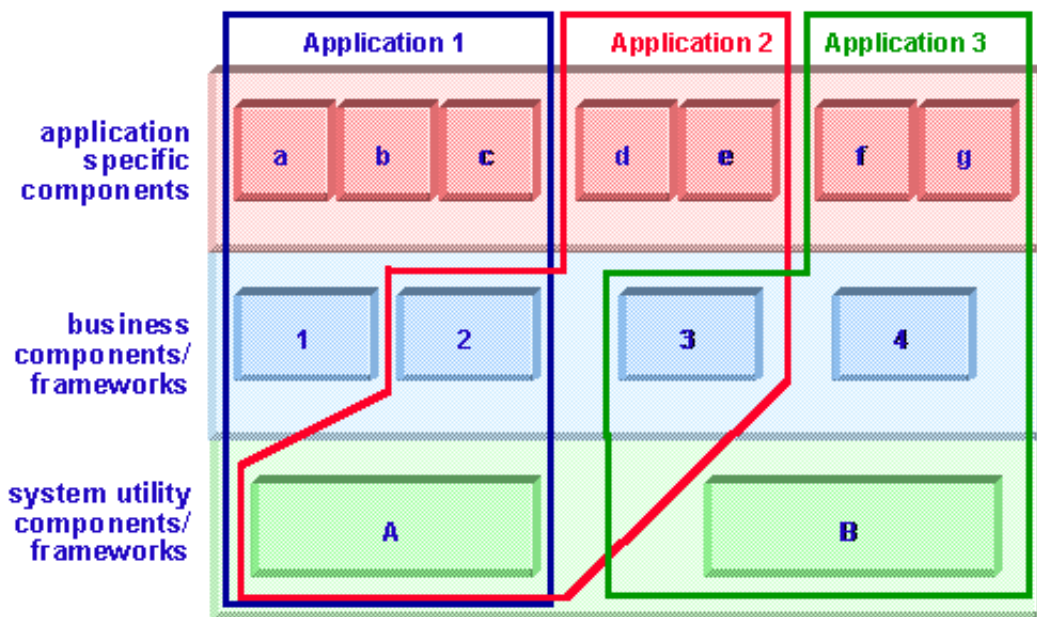 Application 1
Application 2
Application 3
application
specific
components
a
b
c
d
e
f
g
business
components/
frameworks
1
2
3
4
system utility
components/
frameworks
A
B